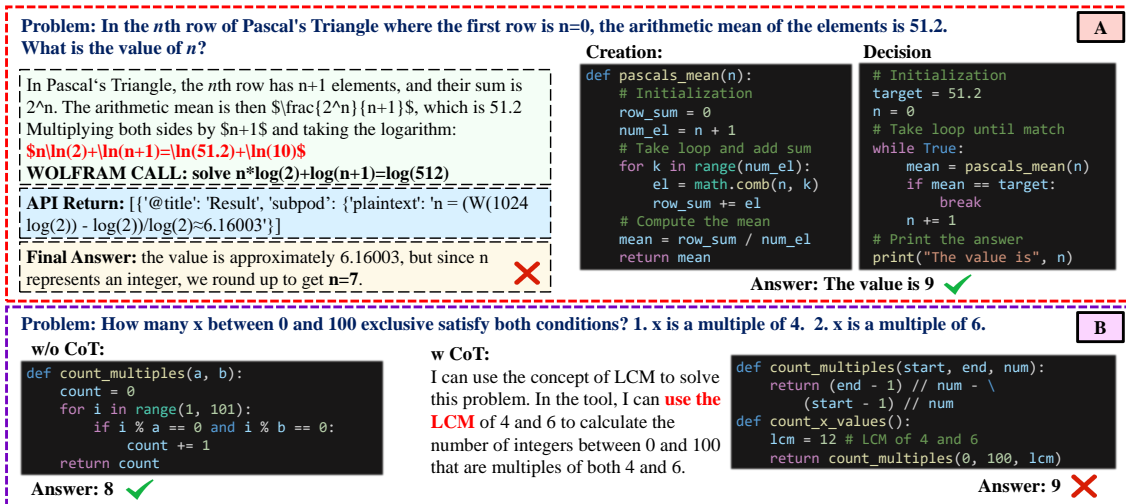 Problem: In the nth row of Pascal's Triangle where the first row is n=0, the arithmetic mean of the elements is 51.2.
What is the value of n?
A
In Pascal‘s Triangle, the nth row has n+1 elements, and their sum is
2^n. The arithmetic mean is then $\frac{2^n}{n+1}$, which is 51.2
Multiplying both sides by $n+1$ and taking the logarithm:
$n\ln(2)+\ln(n+1)=\ln(51.2)+\ln(10)$
WOLFRAM CALL: solve n*log(2)+log(n+1)=log(512)
API Return: [{'@title': 'Result', 'subpod’: {'plaintext': 'n = (W(1024
log(2)) - log(2))/log(2)≈6.16003'}]
Final Answer: the value is approximately 6.16003, but since n
represents an integer, we round up to get n=7.
Creation:
def pascals_mean(n):
# Initialization
row_sum = 0
num_el = n + 1
# Take loop and add sum
for k in range(num_el):
el = math.comb(n, k)
row_sum += el
# Compute the mean
mean = row_sum / num_el
return mean
Decision
# Initialization
target = 51.2
n = 0
# Take loop until match
while True:
mean = pascals_mean(n)
if mean == target:
break
n += 1
# Print the answer
print("The value is", n)
Answer: The value is 9
Problem: How many x between 0 and 100 exclusive satisfy both conditions? 1. x is a multiple of 4. 2. x is a multiple of 6.
B
w/o CoT:
def count_multiples(a, b):
count = 0
for i in range(1, 101):
if i % a == 0 and i % b == 0:
count += 1
return count
Answer: 8
w CoT:
I can use the concept of LCM to solve
this problem. In the tool, I can use the
LCM of 4 and 6 to calculate the
number of integers between 0 and 100
that are multiples of both 4 and 6.
def count_multiples(start, end, num):
return (end - 1) // num - \
(start - 1) // num
def count_x_values():
lcm = 12 # LCM of 4 and 6
return count_multiples(0, 100, lcm)
Answer: 9